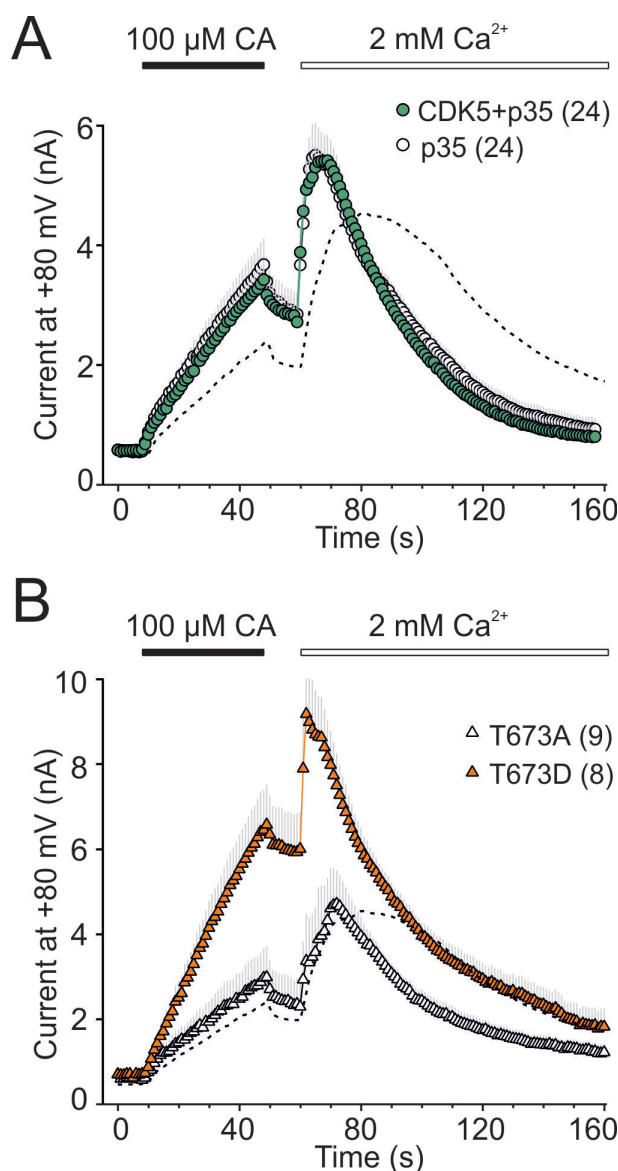 A
100 µM CA 2 mM Ca²⁺
CDK5+p35 (24)
p35 (24)
Current at +80 mV (nA)
6
4
2
0
0 40 80 120 160
Time (s)
B
100 µM CA 2 mM Ca²⁺
T673A (9)
T673D (8)
Current at +80 mV (nA)
10
8
6
4
2
0
0 40 80 120 160
Time (s)